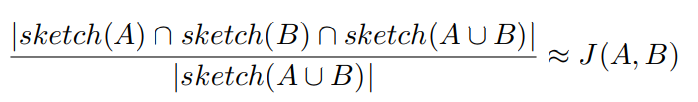 |sketch(A) ∩ sketch(B) ∩ sketch(A ∪ B)|
|sketch(A ∪ B)|
≈ J(A, B)